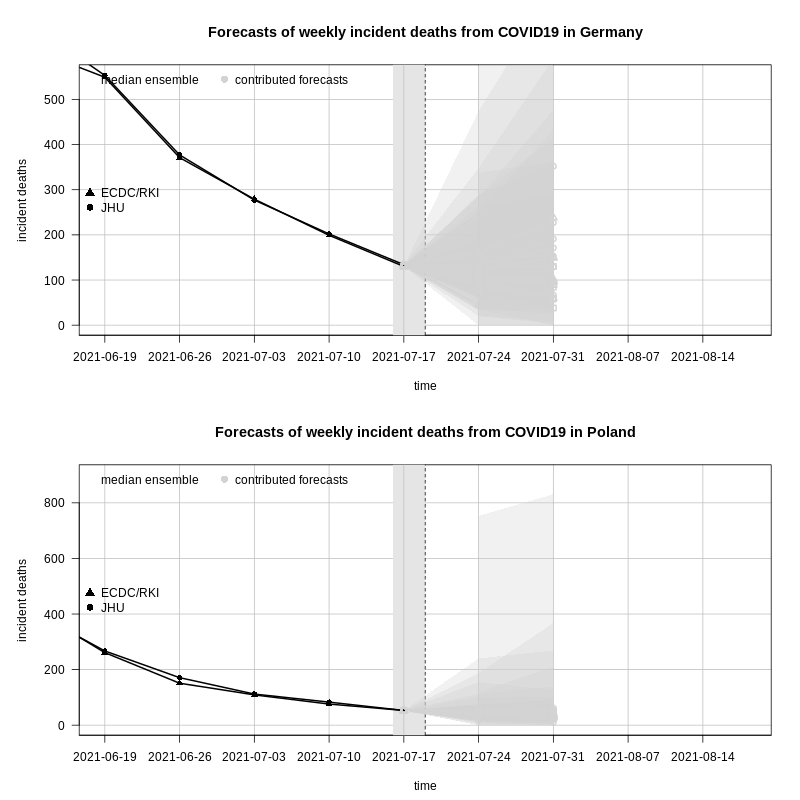 Forecasts of weekly incident deaths from COVID19 in Germany
median ensemble contributed forecasts
500
400
300
200
100
0
incident deaths
ECDC/RKI
JHU
2021-06-19 2021-06-26 2021-07-03 2021-07-10 2021-07-17 2021-07-24 2021-07-31 2021-08-07 2021-08-14
time
Forecasts of weekly incident deaths from COVID19 in Poland
median ensemble contributed forecasts
800
600
400
200
0
incident deaths
ECDC/RKI
JHU
2021-06-19 2021-06-26 2021-07-03 2021-07-10 2021-07-17 2021-07-24 2021-07-31 2021-08-07 2021-08-14
time